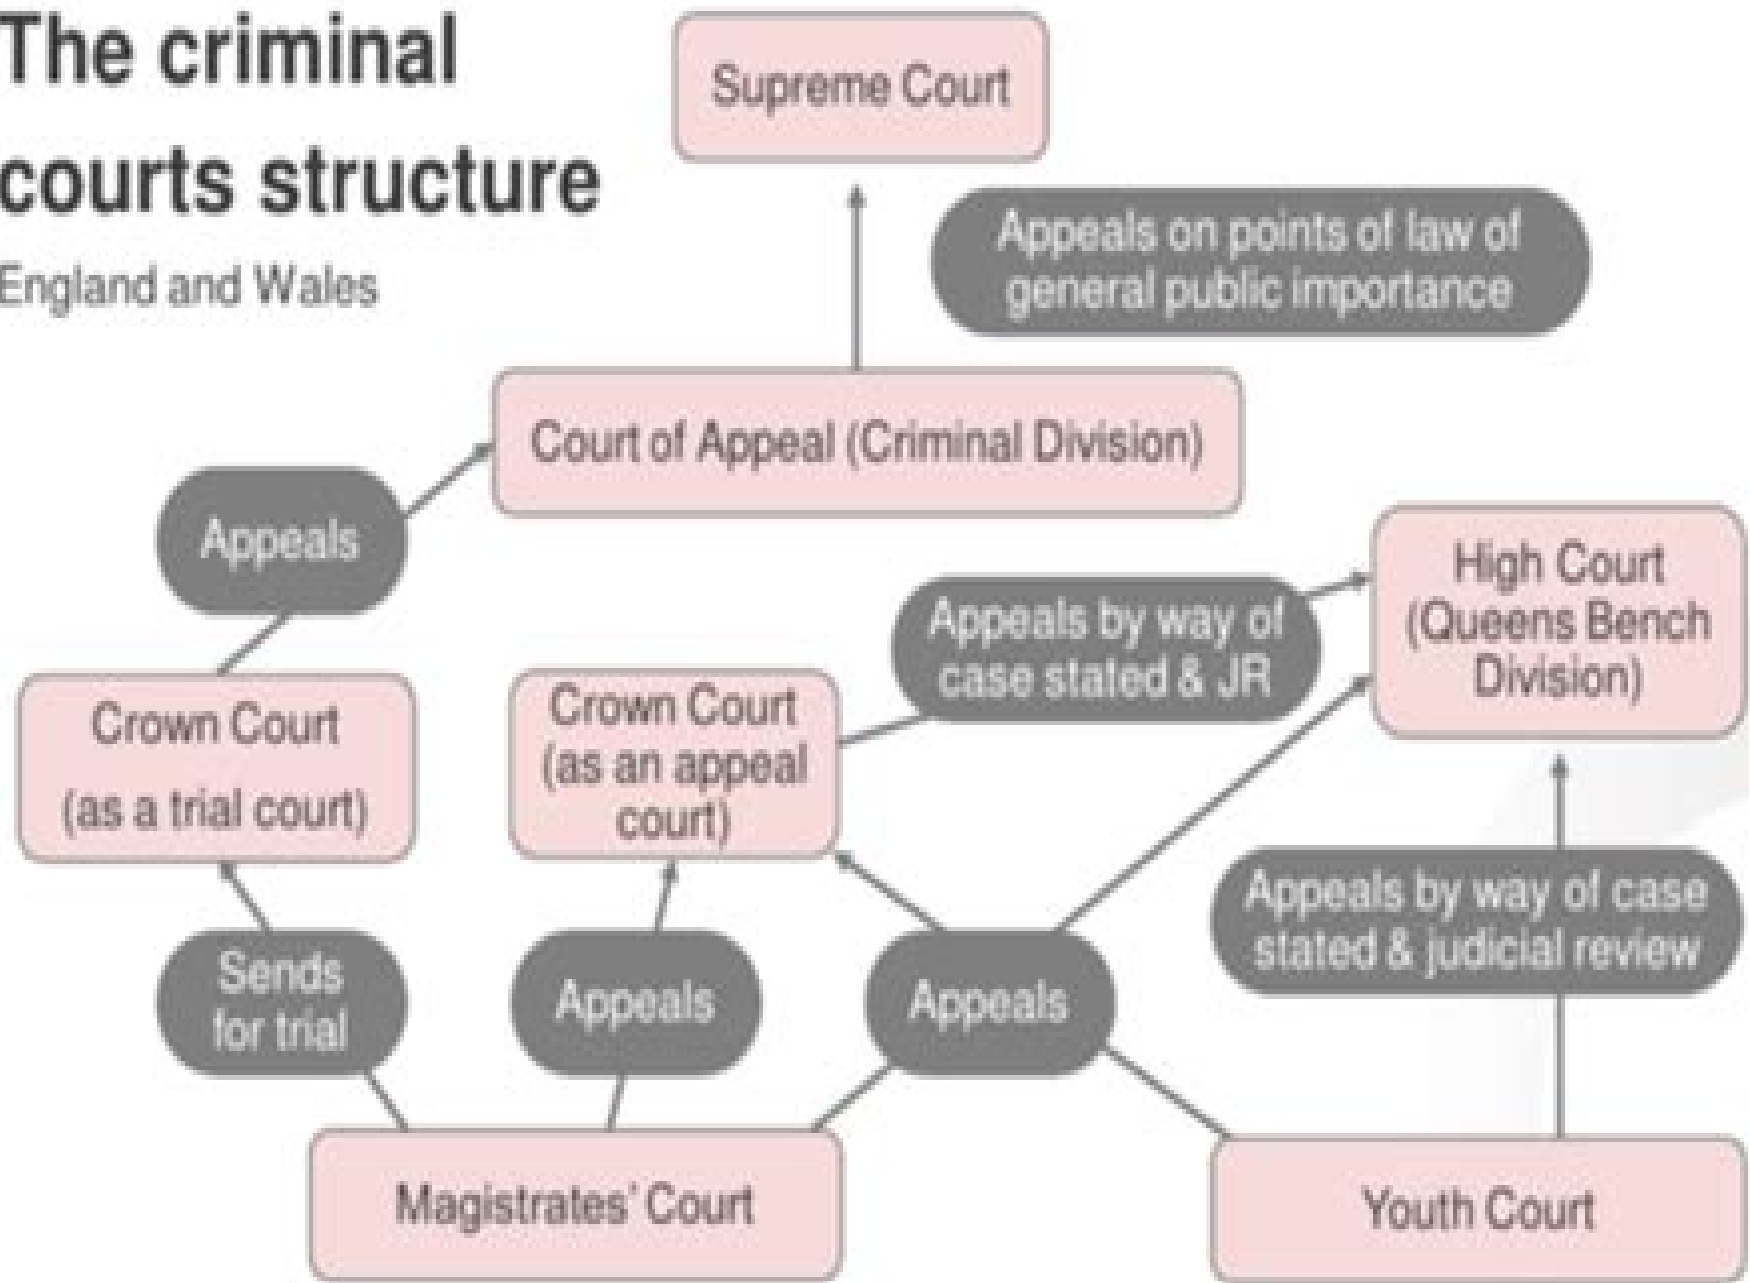 The criminal
courts structure
England and Wales
Supreme Court
Appeals on points of law of
general public importance
Court of Appeal (Criminal Division)
Appeals
High Court
(Queens Bench
Division)
Appeals by way of
case stated & JR
Crown Court
(as a trial court)
Crown Court
(as an appeal
court)
Appeals by way of case
stated & judicial review
Sends
for trial
Appeals
Appeals
Magistrates' Court
Youth Court